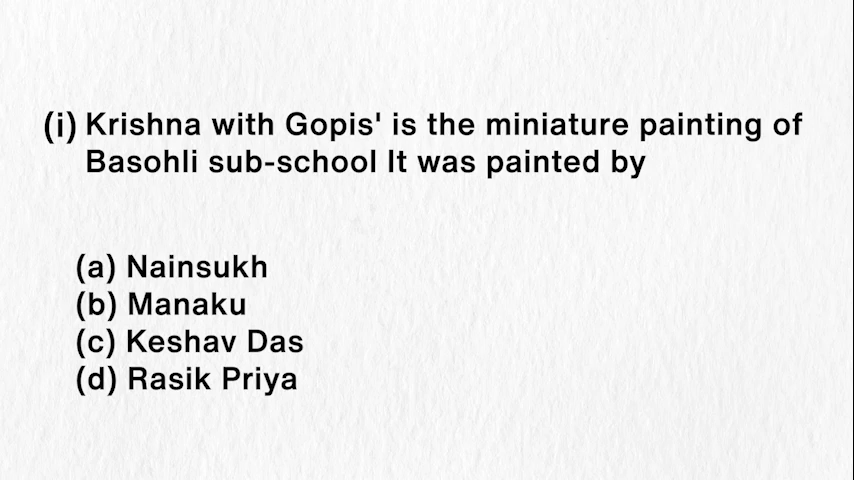 (i) Krishna with Gopis' is the miniature painting of
Basohli sub-school It was painted by
(a) Nainsukh
(b) Manaku
(c) Keshav Das
(d) Rasik Priya